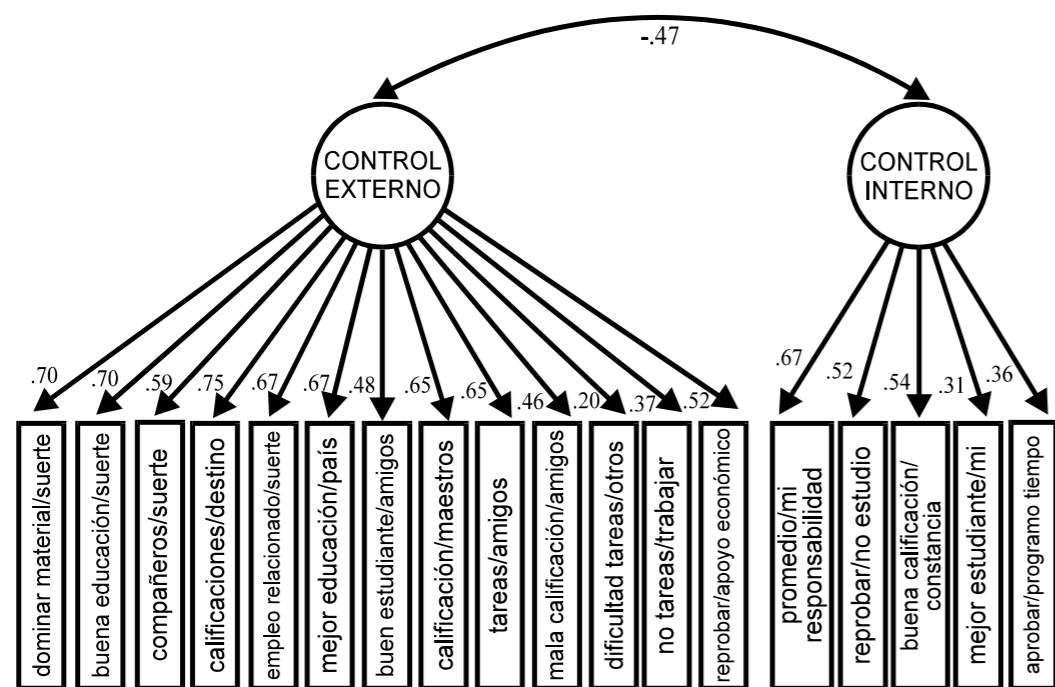 -.47
CONTROL
EXTERNO
CONTROL
INTERNO
.70
.70
.59
.75
.67
.67
.48
.65
.65
.46
.20
.37
.52
.67
.52
.54
.31
.36
dominar material/suerte
buena educación/suerte
compañeros/suerte
calificaciones/destino
empleo relacionado/suerte
mejor educación/país
buen estudiante/amigos
calificación/maestros
tareas/amigos
mala calificación/amigos
dificultad tareas/otros
no tareas/trabajar
reprobar/apoyo económico
promedio/mi
responsabilidad
reprobar/no estudio
buena calificación/
constancia
mejor estudiante/mi
aprobar/programo tiempo